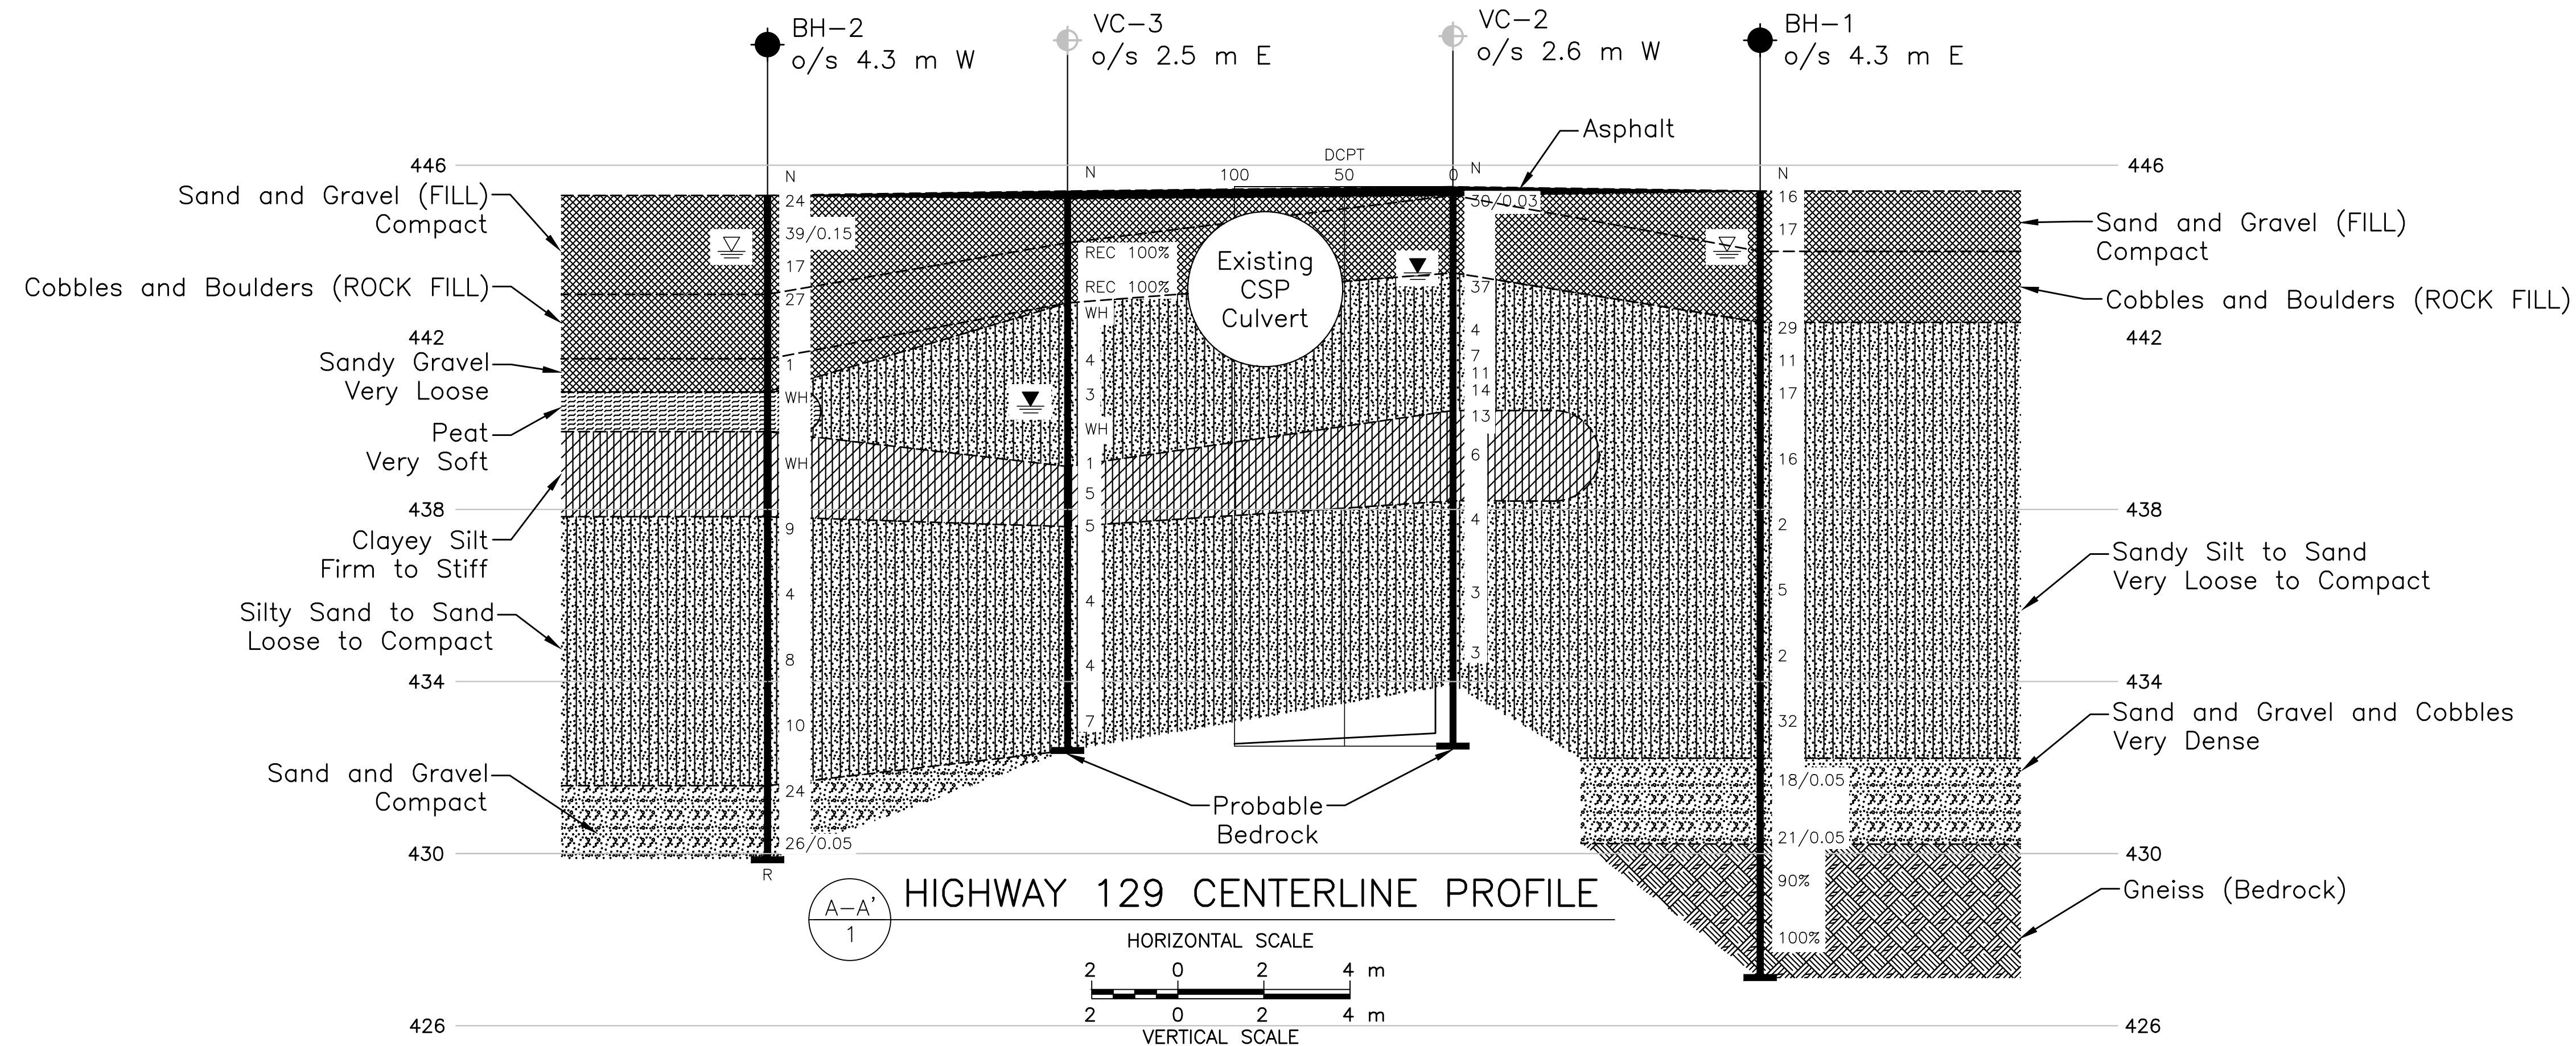 BH-2
o/s 4.3 m W
VC-3
o/s 2.5 m E
VC-2
o/s 2.6 m W
BH-1
o/s 4.3 m E
Asphalt
446
446
442
442
438
438
434
434
430
430
426
426
DCPT
100 50 0
Sand and Gravel (FILL)
Compact
Cobbles and Boulders (ROCK FILL)
Sandy Gravel
Very Loose
Peat
Very Soft
Clayey Silt
Firm to Stiff
Silty Sand to Sand
Loose to Compact
Sand and Gravel
Compact
N
24
39/0.15
17
27
1
WH
WH
9
4
8
10
24
26/0.05
R
N
REC 100%
REC 100%
WH
4
3
WH
1
5
5
4
4
7
Existing
CSP
Culvert
N
30/0.03
37
4
7
11
14
13
6
4
3
3
N
16
17
29
11
17
16
2
5
2
32
18/0.05
21/0.05
90%
100%
Sand and Gravel (FILL)
Compact
Cobbles and Boulders (ROCK FILL)
Sandy Silt to Sand
Very Loose to Compact
Sand and Gravel and Cobbles
Very Dense
Gneiss (Bedrock)
Probable
Bedrock
A-A'
1
HIGHWAY 129 CENTERLINE PROFILE
HORIZONTAL SCALE
2 0 2 4 m
2 0 2 4 m
VERTICAL SCALE